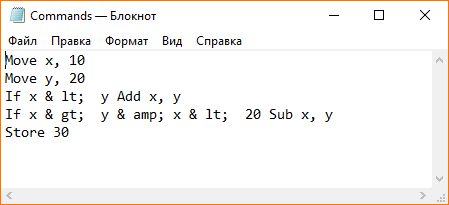 Commands — Блокнот
Файл Правка Формат Вид Справка
Move x, 10
Move y, 20
If x & lt;  y Add x, y
If x & gt;  y & amp; x & lt;  20 Sub x, y
Store 30